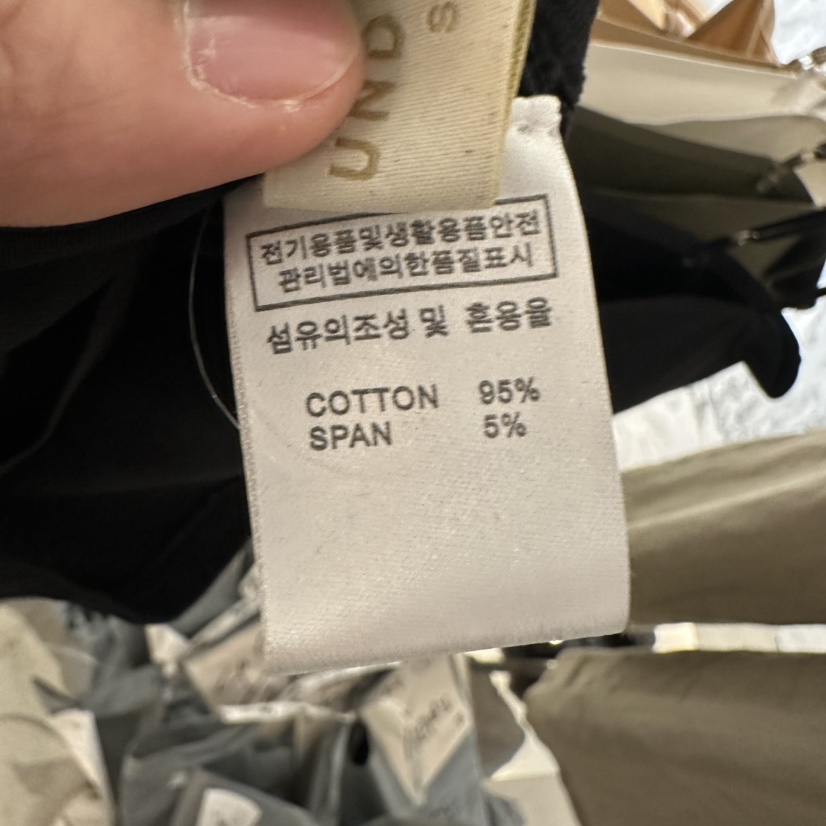 UND
S
전기용품및생활용품안전
관리법에의한품질표시
섬유의조성 및 혼용율
COTTON 95%
SPAN 5%